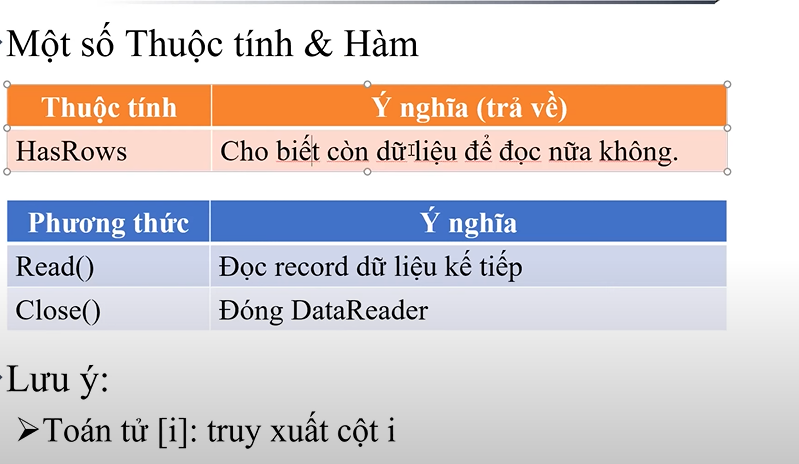 Một số Thuộc tính & Hàm
Thuộc tính Ý nghĩa (trả về)
HasRows Cho biết còn dữ liệu để đọc nữa không.
Phương thức Ý nghĩa
Read() Đọc record dữ liệu kế tiếp
Close() Đóng DataReader
Lưu ý:
➢Toán tử [i]: truy xuất cột i